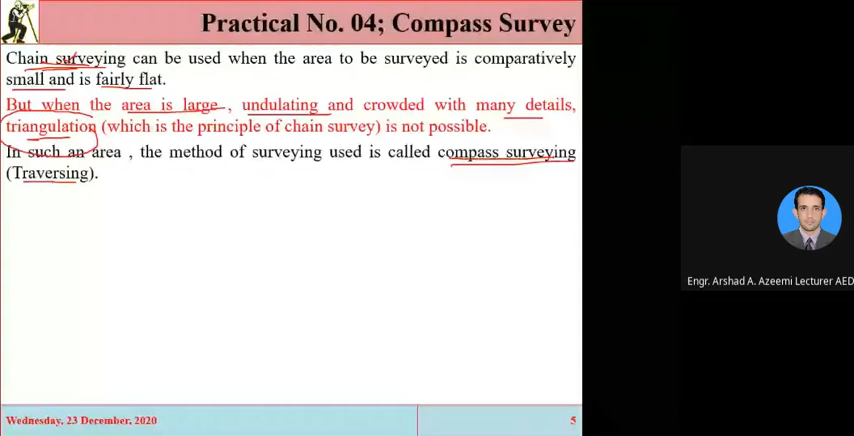 Practical No. 04; Compass Survey
Chain surveying can be used when the area to be surveyed is comparatively
small and is fairly flat.
But when the area is large , undulating and crowded with many details,
triangulation (which is the principle of chain survey) is not possible.
In such an area , the method of surveying used is called compass surveying
(Traversing).
Engr. Arshad A. Azeemi Lecturer AED
Wednesday, 23 December, 2020
5